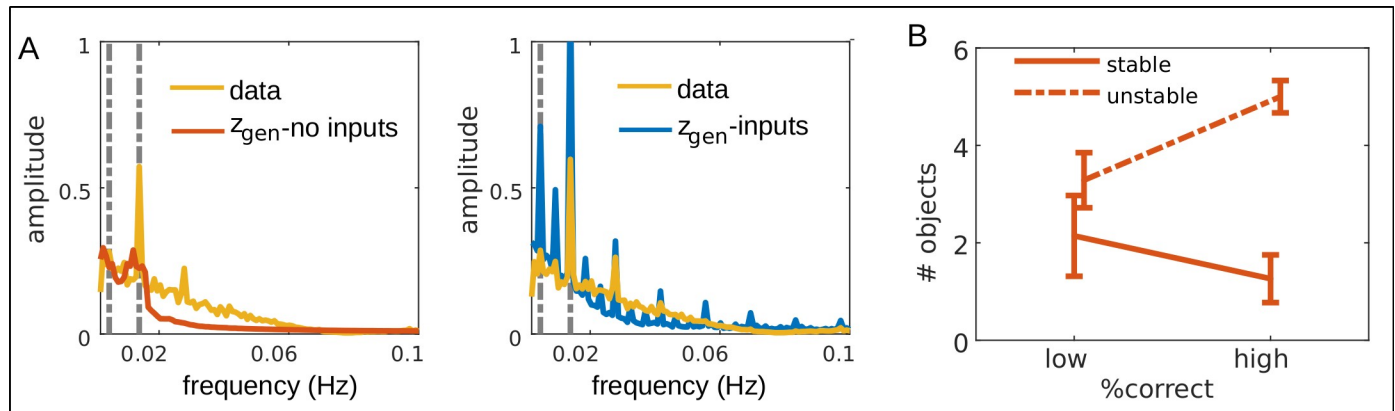 A
1
0.5
0
amplitude
data
zgen-no inputs
0.02
0.06
0.1
frequency (Hz)
1
0.5
0
amplitude
data
zgen-inputs
0.02
0.06
0.1
frequency (Hz)
B
6
4
2
0
# objects
stable
unstable
low
high
%correct